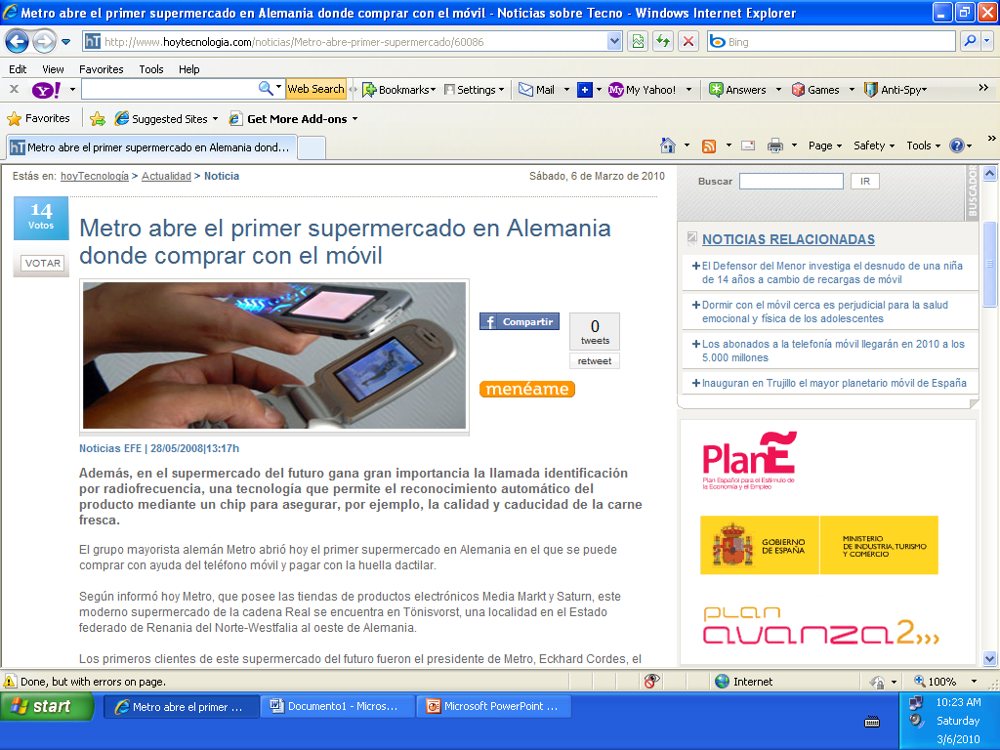 Metro abre el primer supermercado en Alemania donde comprar con el móvil - Noticias sobre Tecno - Windows Internet Explorer
http://www.hoytecnologia.com/noticias/Metro-abre-primer-supermercado/60086
Bing
Edit View Favorites Tools Help
Y! Web Search Bookmarks Settings Mail My Yahoo! Answers Games Anti-Spy
Favorites Suggested Sites Get More Add-ons
Metro abre el primer supermercado en Alemania dond...
Page Safety Tools
Estás en: hoyTecnología > Actualidad > Noticia
Sábado, 6 de Marzo de 2010
14
Votos
VOTAR
Metro abre el primer supermercado en Alemania
donde comprar con el móvil
Compartir
0
tweets
retweet
menéame
Noticias EFE | 28/05/2008|13:17h
Además, en el supermercado del futuro gana gran importancia la llamada identificación
por radiofrecuencia, una tecnología que permite el reconocimiento automático del
producto mediante un chip para asegurar, por ejemplo, la calidad y caducidad de la carne
fresca.
El grupo mayorista alemán Metro abrió hoy el primer supermercado en Alemania en el que se puede
comprar con ayuda del teléfono móvil y pagar con la huella dactilar.
Según informó hoy Metro, que posee las tiendas de productos electrónicos Media Markt y Saturn, este
moderno supermercado de la cadena Real se encuentra en Tönisvorst, una localidad en el Estado
federado de Renania del Norte-Westfalia al oeste de Alemania.
Los primeros clientes de este supermercado del futuro fueron el presidente de Metro, Eckhard Cordes, el
Buscar IR
BUSCADOR
NOTICIAS RELACIONADAS
+El Defensor del Menor investiga el desnudo de una niña
de 14 años a cambio de recargas de móvil
+Dormir con el móvil cerca es perjudicial para la salud
emocional y física de los adolescentes
+Los abonados a la telefonía móvil llegarán en 2010 a los
5.000 millones
+Inauguran en Trujillo el mayor planetario móvil de España
PlanE
Plan Español para el Estímulo de
la Economía y el Empleo
GOBIERNO
DE ESPAÑA
MINISTERIO
DE INDUSTRIA, TURISMO
Y COMERCIO
plan
avanza2›››
Done, but with errors on page.
Internet
100%
start
Metro abre el primer ...
Documento1 - Micros...
Microsoft PowerPoint ...
10:23 AM
Saturday
3/6/2010